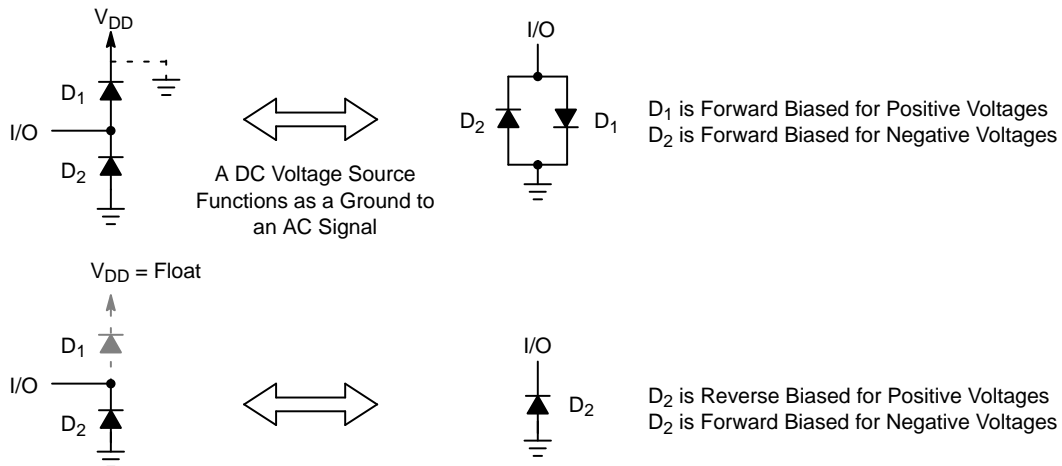 V_DD
D1
I/O
D2
A DC Voltage Source
Functions as a Ground to
an AC Signal
I/O
D2
D1
D1 is Forward Biased for Positive Voltages
D2 is Forward Biased for Negative Voltages
VDD = Float
D1
I/O
D2
I/O
D2
D2 is Reverse Biased for Positive Voltages
D2 is Forward Biased for Negative Voltages